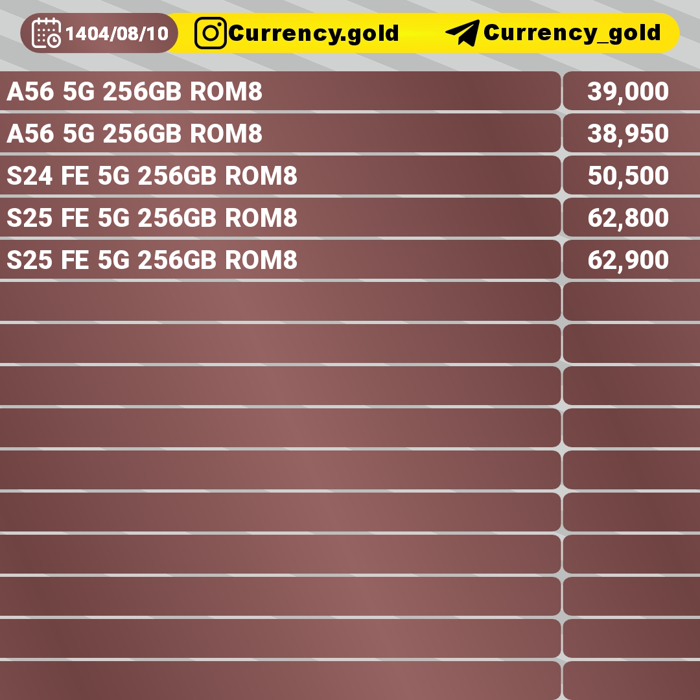 1404/08/10 Currency.gold Currency_gold
A56 5G 256GB ROM8 39,000
A56 5G 256GB ROM8 38,950
S24 FE 5G 256GB ROM8 50,500
S25 FE 5G 256GB ROM8 62,800
S25 FE 5G 256GB ROM8 62,900